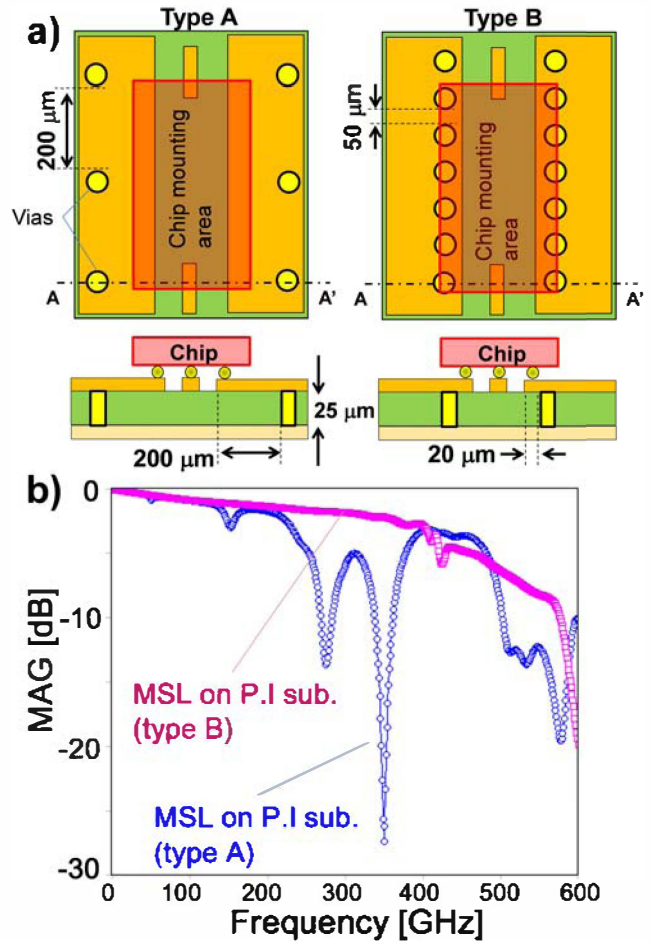 a)
Type A
Type B
200 μm
50 μm
Vias
Chip mounting
area
Chip mounting
area
A
A'
A
A'
Chip
Chip
25 μm
200 μm
20 μm
b)
0
-10
-20
-30
MAG [dB]
MSL on P.I sub.
(type B)
MSL on P.I sub.
(type A)
0
100
200
300
400
500
600
Frequency [GHz]